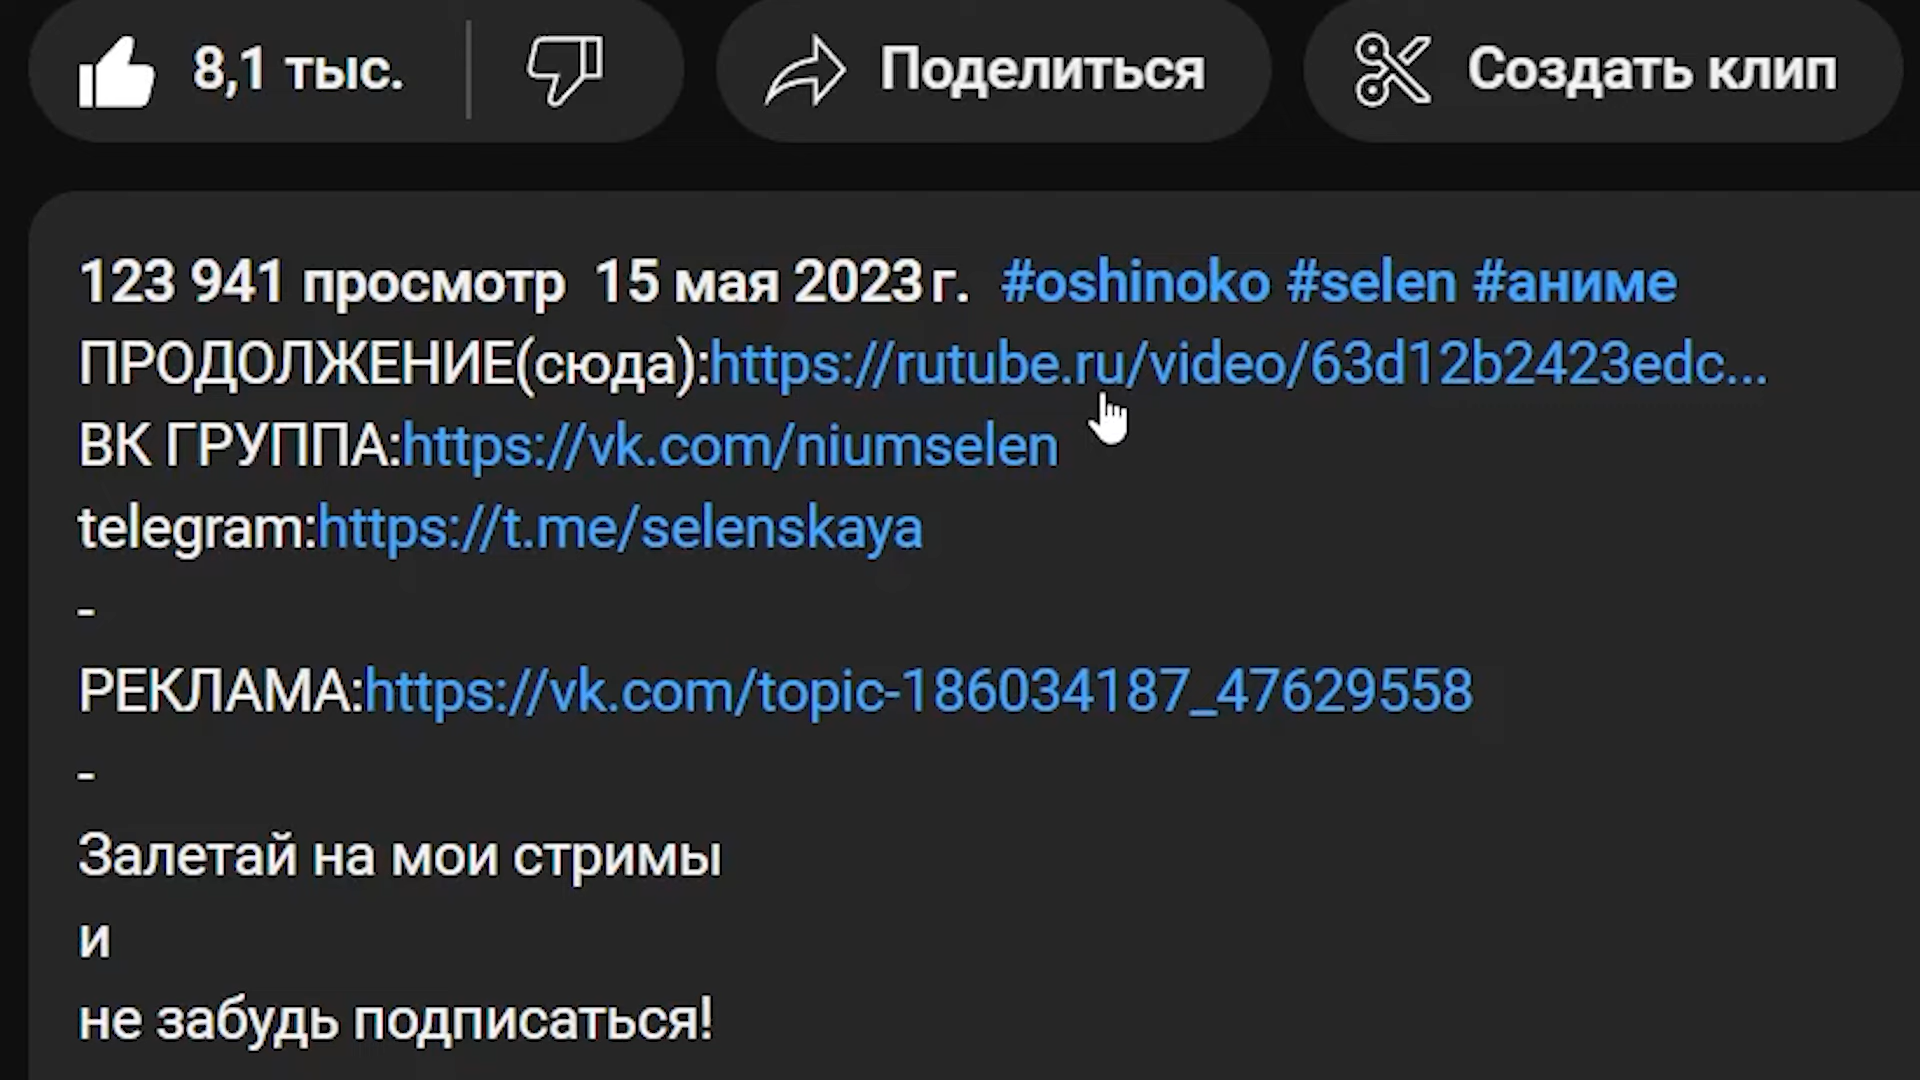 8,1 тыс. Поделиться Создать клип
123 941 просмотр 15 мая 2023 г. #oshinoko #selen #аниме
ПРОДОЛЖЕНИЕ(сюда):https://rutube.ru/video/63d12b2423edc...
ВК ГРУППА:https://vk.com/niumselen
telegram:https://t.me/selenskaya
-
РЕКЛАМА:https://vk.com/topic-186034187_47629558
-
Залетай на мои стримы
и
не забудь подписаться!